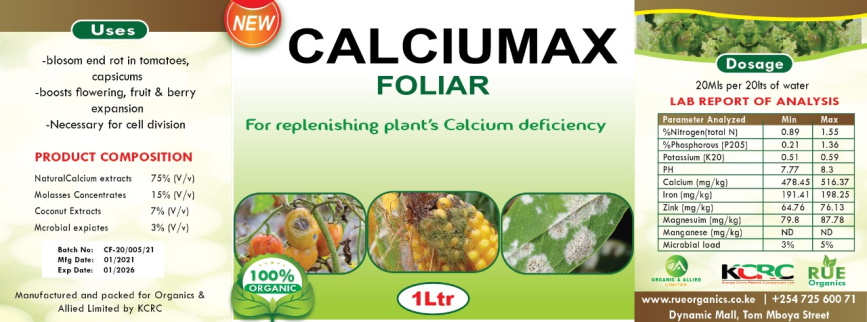 Uses
-blosom end rot in tomatoes,
capsicums
-boosts flowering, fruit & berry
expansion
-Necessary for cell division
PRODUCT COMPOSITION
NaturalCalcium extracts 75% (V/v)
Molasses Concentrates 15% (V/v)
Coconut Extracts 7% (V/v)
Microbial expictes 3% (V/v)
Batch No: CF-20/005/21
Mfg Date: 01/2021
Exp Date: 01/2026
Manufactured and packed for Organics &
Allied Limited by KCRC
NEW
CALCIUMAX
FOLIAR
For replenishing plant's Calcium deficiency
100%
ORGANIC
1Ltr
Dosage
20Mls per 20lts of water
LAB REPORT OF ANALYSIS
Parameter Analyzed Min Max
%Nitrogen(total N) 0.89 1.55
%Phosphorous (P205) 0.21 1.36
Potassium (K20) 0.51 0.59
PH 7.77 8.3
Calcium (mg/kg) 478.45 516.37
Iron (mg/kg) 191.41 198.25
Zink (mg/kg) 64.76 76.13
Magnesuim (mg/kg) 79.8 87.78
Manganese (mg/kg) ND ND
Microbial load 3% 5%
ORGANIC & ALLIED
LIMITED
KCRC
RUE
Organics
www.rueorganics.co.ke | +254 725 600 71
Dynamic Mall, Tom Mboya Street